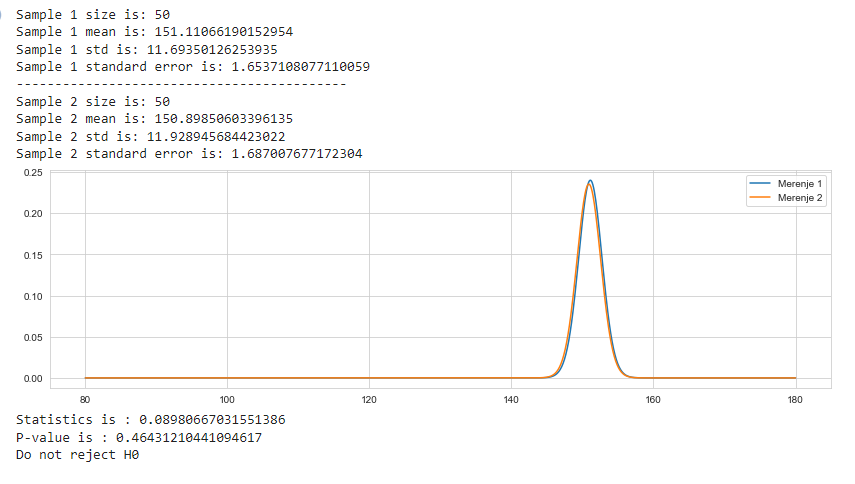 Sample 1 size is: 50
Sample 1 mean is: 151.11066190152954
Sample 1 std is: 11.69350126253935
Sample 1 standard error is: 1.6537108077110059
-------------------------------------------
Sample 2 size is: 50
Sample 2 mean is: 150.89850603396135
Sample 2 std is: 11.928945684423022
Sample 2 standard error is: 1.687007677172304
0.25
Merenje 1
Merenje 2
0.20
0.15
0.10
0.05
0.00
80 100 120 140 160 180
Statistics is : 0.08980667031551386
P-value is : 0.46431210441094617
Do not reject H0